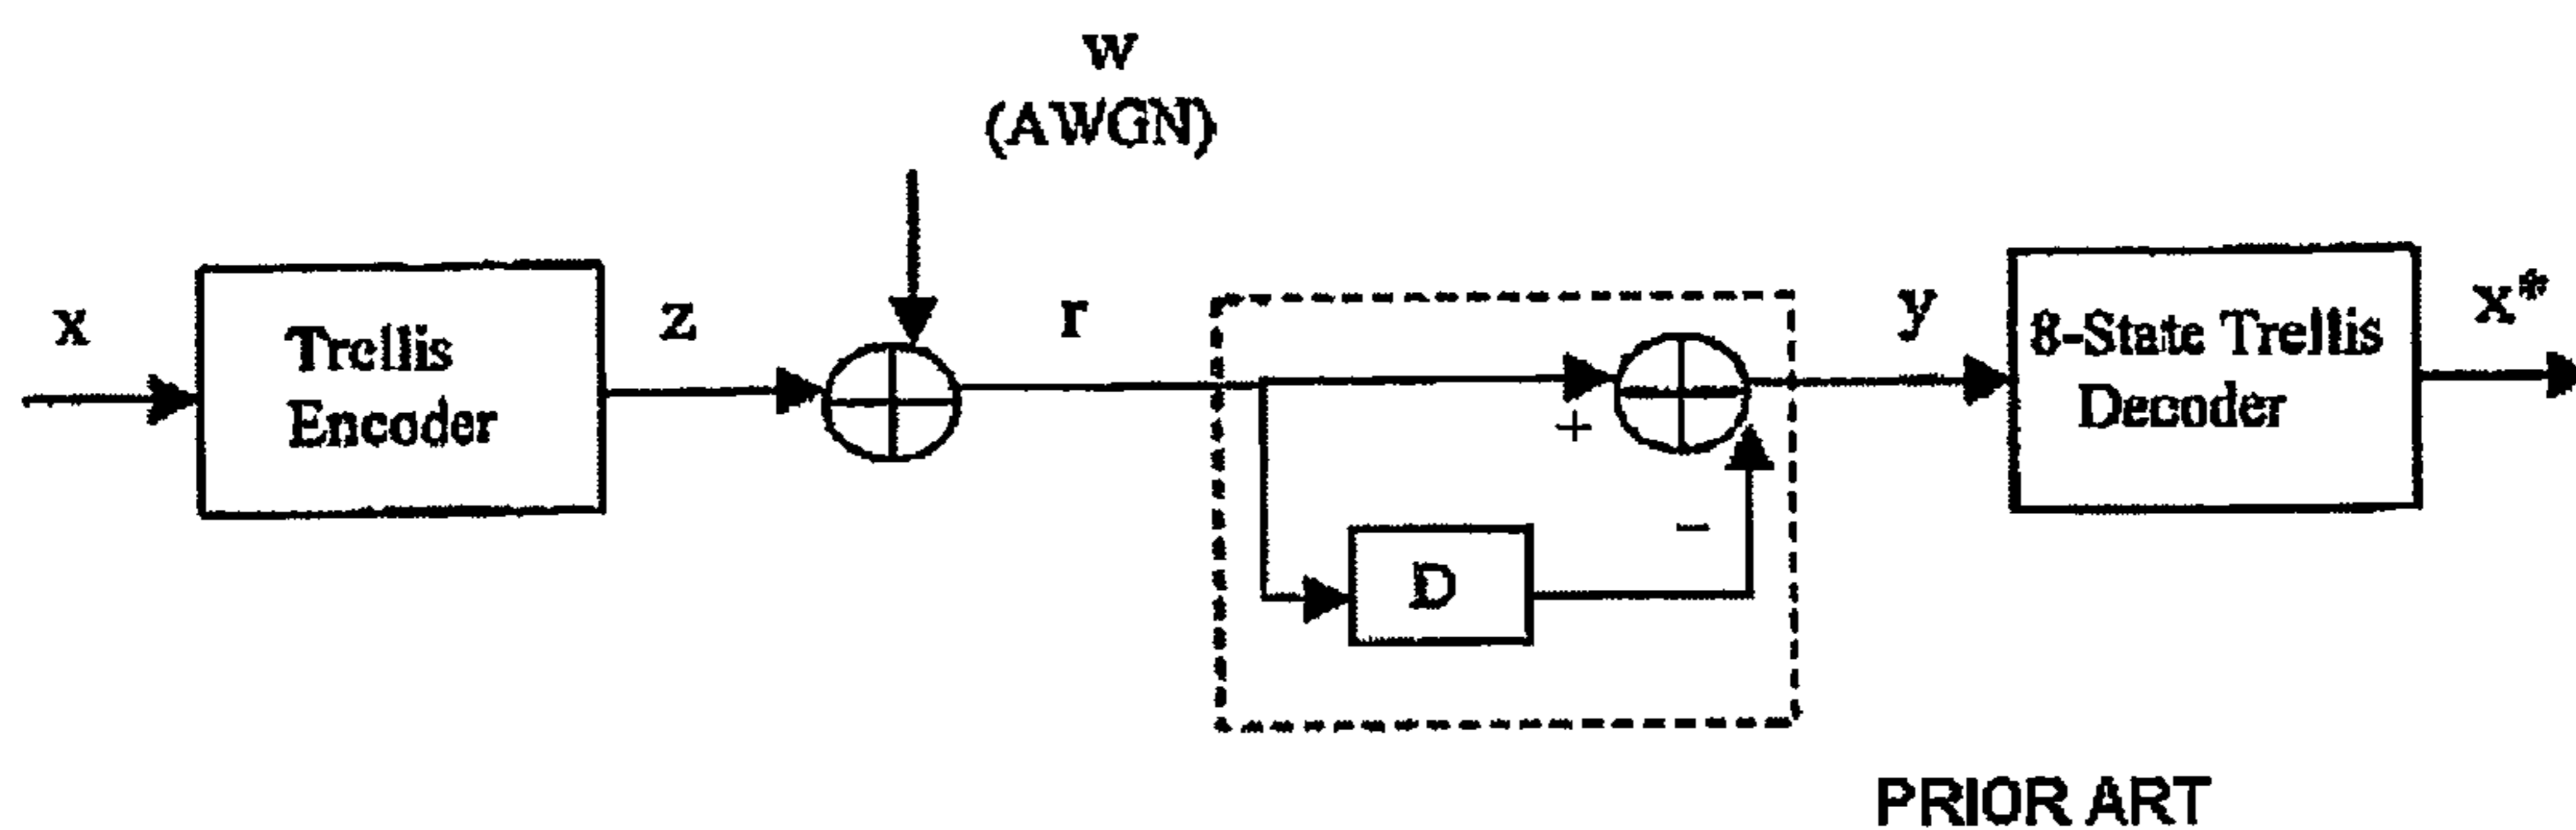 w
(AWGN)
x
Trellis
Encoder
z
r
+
−
D
y
8-State Trellis
Decoder
x*
PRIOR ART